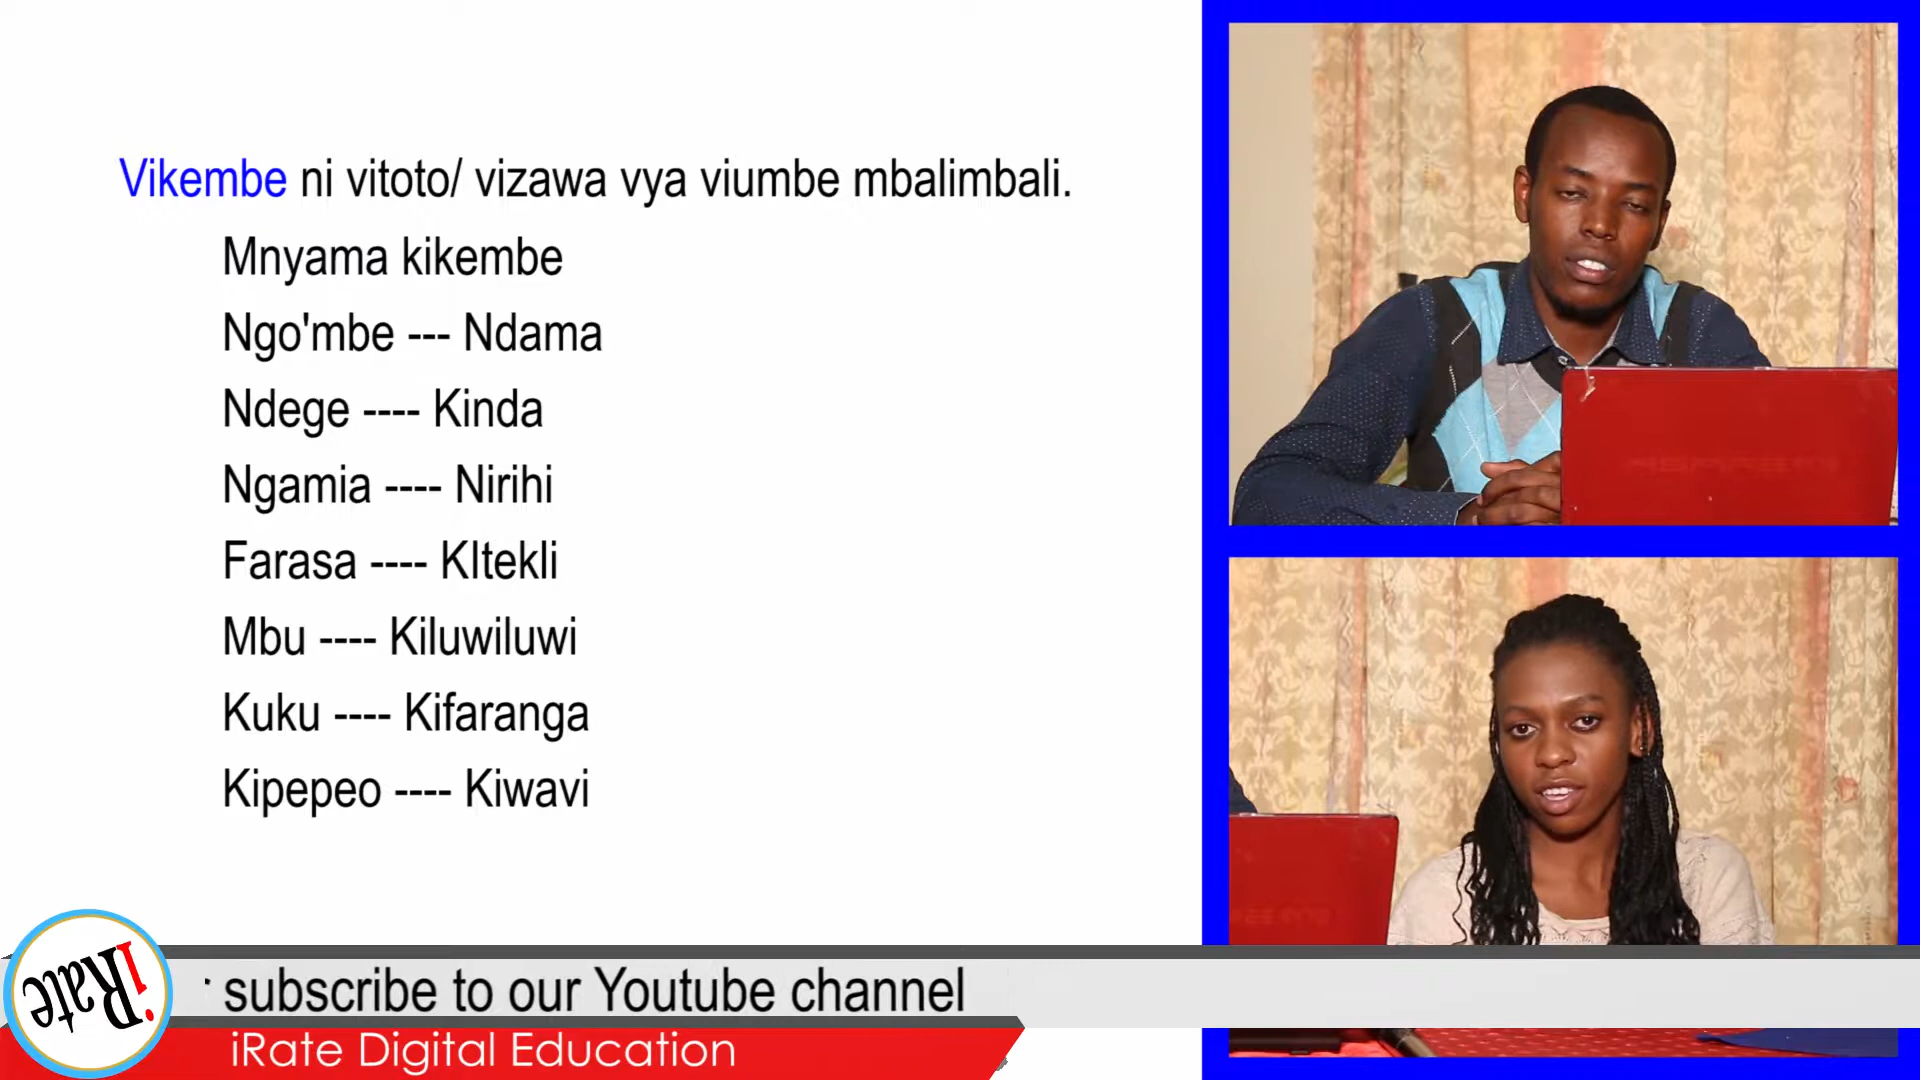 Vikembe ni vitoto/ vizawa vya viumbe mbalimbali.
Mnyama kikembe
Ngo'mbe --- Ndama
Ndege ---- Kinda
Ngamia ---- Nirihi
Farasa ---- KItekli
Mbu ---- Kiluwiluwi
Kuku ---- Kifaranga
Kipepeo ---- Kiwavi
subscribe to our Youtube channel
iRate
iRate Digital Education